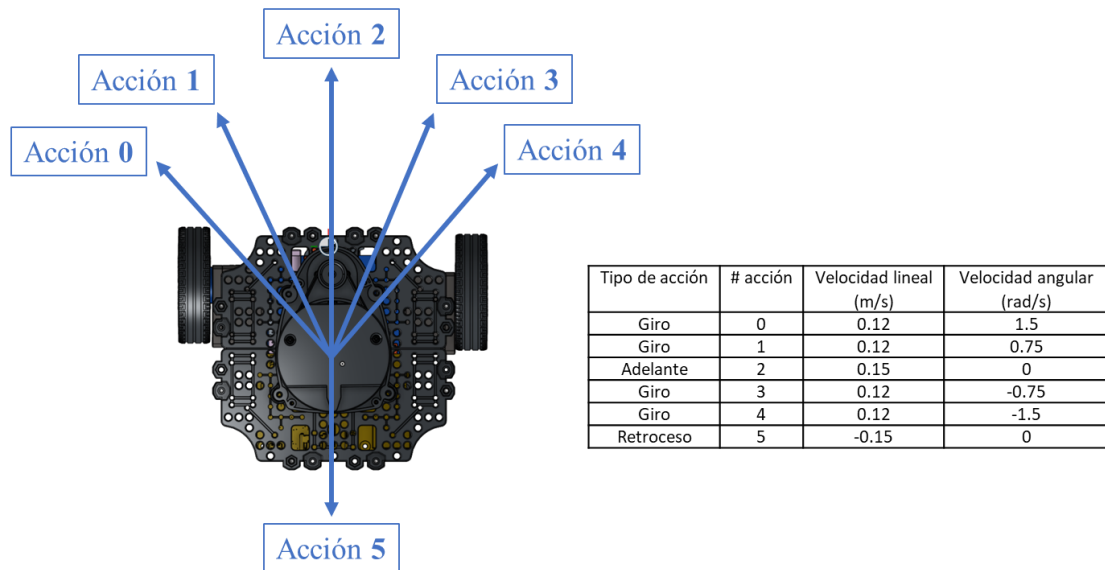 Acción 2
Acción 1
Acción 3
Acción 0
Acción 4
Acción 5
Tipo de acción # acción Velocidad lineal (m/s) Velocidad angular (rad/s)
Giro 0 0.12 1.5
Giro 1 0.12 0.75
Adelante 2 0.15 0
Giro 3 0.12 -0.75
Giro 4 0.12 -1.5
Retroceso 5 -0.15 0